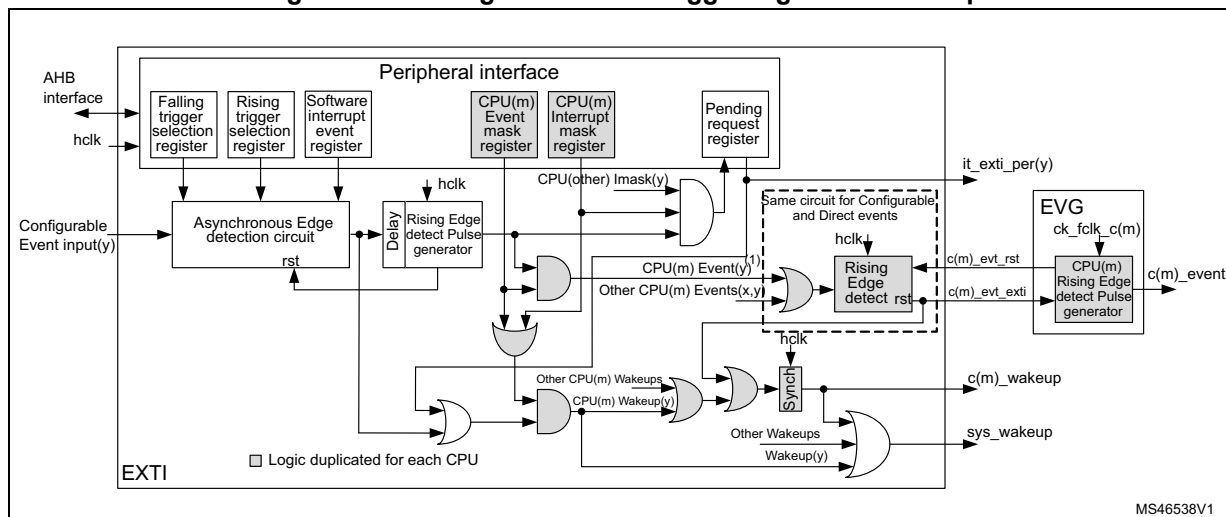 Peripheral interface
AHB
interface
hclk
Falling
trigger
selection
register
Rising
trigger
selection
register
Software
interrupt
event
register
CPU(m)
Event
mask
register
CPU(m)
Interrupt
mask
register
Pending
request
register
it_exti_per(y)
CPU(other) Imask(y)
hclk
Configurable
Event input(y)
Asynchronous Edge
detection circuit
rst
Delay
Rising Edge
detect Pulse
generator
Same circuit for Configurable
and Direct events
hclk
Rising
Edge
detect
rst
CPU(m) Event(y)(1)
Other CPU(m) Events(x,y)
c(m)_evt_rst
c(m)_evt_exti
EVG
ck_fclk_c(m)
CPU(m)
Rising Edge
detect Pulse
generator
c(m)_event
hclk
Synch
Other CPU(m) Wakeups
CPU(m) Wakeup(y)
c(m)_wakeup
Other Wakeups
Wakeup(y)
sys_wakeup
Logic duplicated for each CPU
EXTI
MS46538V1